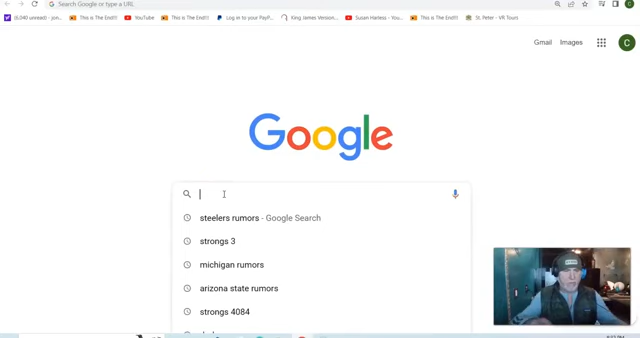 Search Google or type a URL
(6,040 unread) - jon... This is The End!!! YouTube This is The End!!! Log in to your PayP... King James Version... Susan Harless - You... This is The End!!! St. Peter - VR Tours
Gmail Images C
Google
steelers rumors - Google Search
strongs 3
michigan rumors
arizona state rumors
strongs 4084